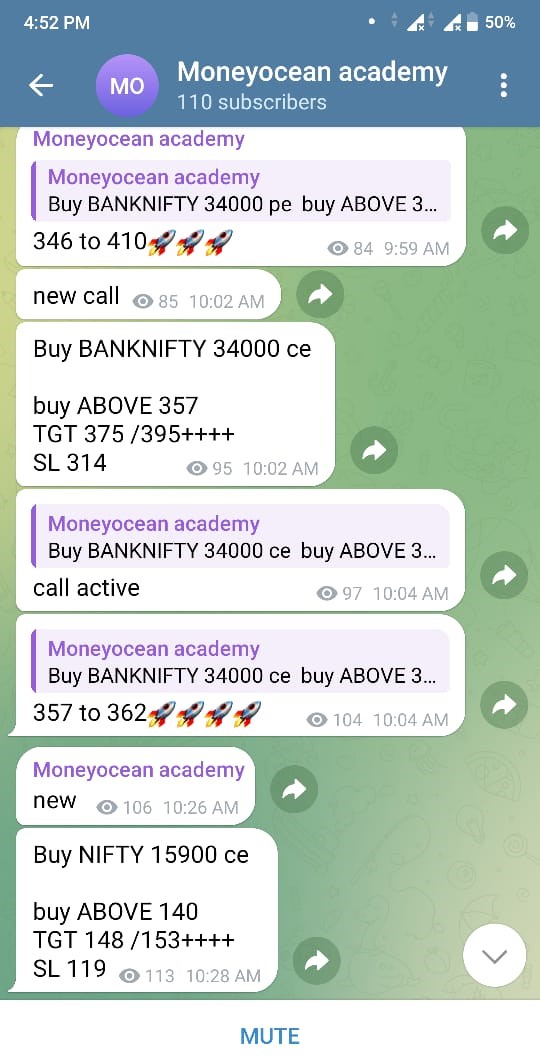 4:52 PM
50%
MO
Moneyocean academy
110 subscribers
Moneyocean academy
Moneyocean academy
Buy BANKNIFTY 34000 pe buy ABOVE 3...
346 to 410🚀🚀🚀
84 9:59 AM
new call 85 10:02 AM
Buy BANKNIFTY 34000 ce
buy ABOVE 357
TGT 375 /395++++
SL 314 95 10:02 AM
Moneyocean academy
Buy BANKNIFTY 34000 ce buy ABOVE 3...
call active 97 10:04 AM
Moneyocean academy
Buy BANKNIFTY 34000 ce buy ABOVE 3...
357 to 362🚀🚀🚀🚀 104 10:04 AM
Moneyocean academy
new 106 10:26 AM
Buy NIFTY 15900 ce
buy ABOVE 140
TGT 148 /153++++
SL 119 113 10:28 AM
MUTE